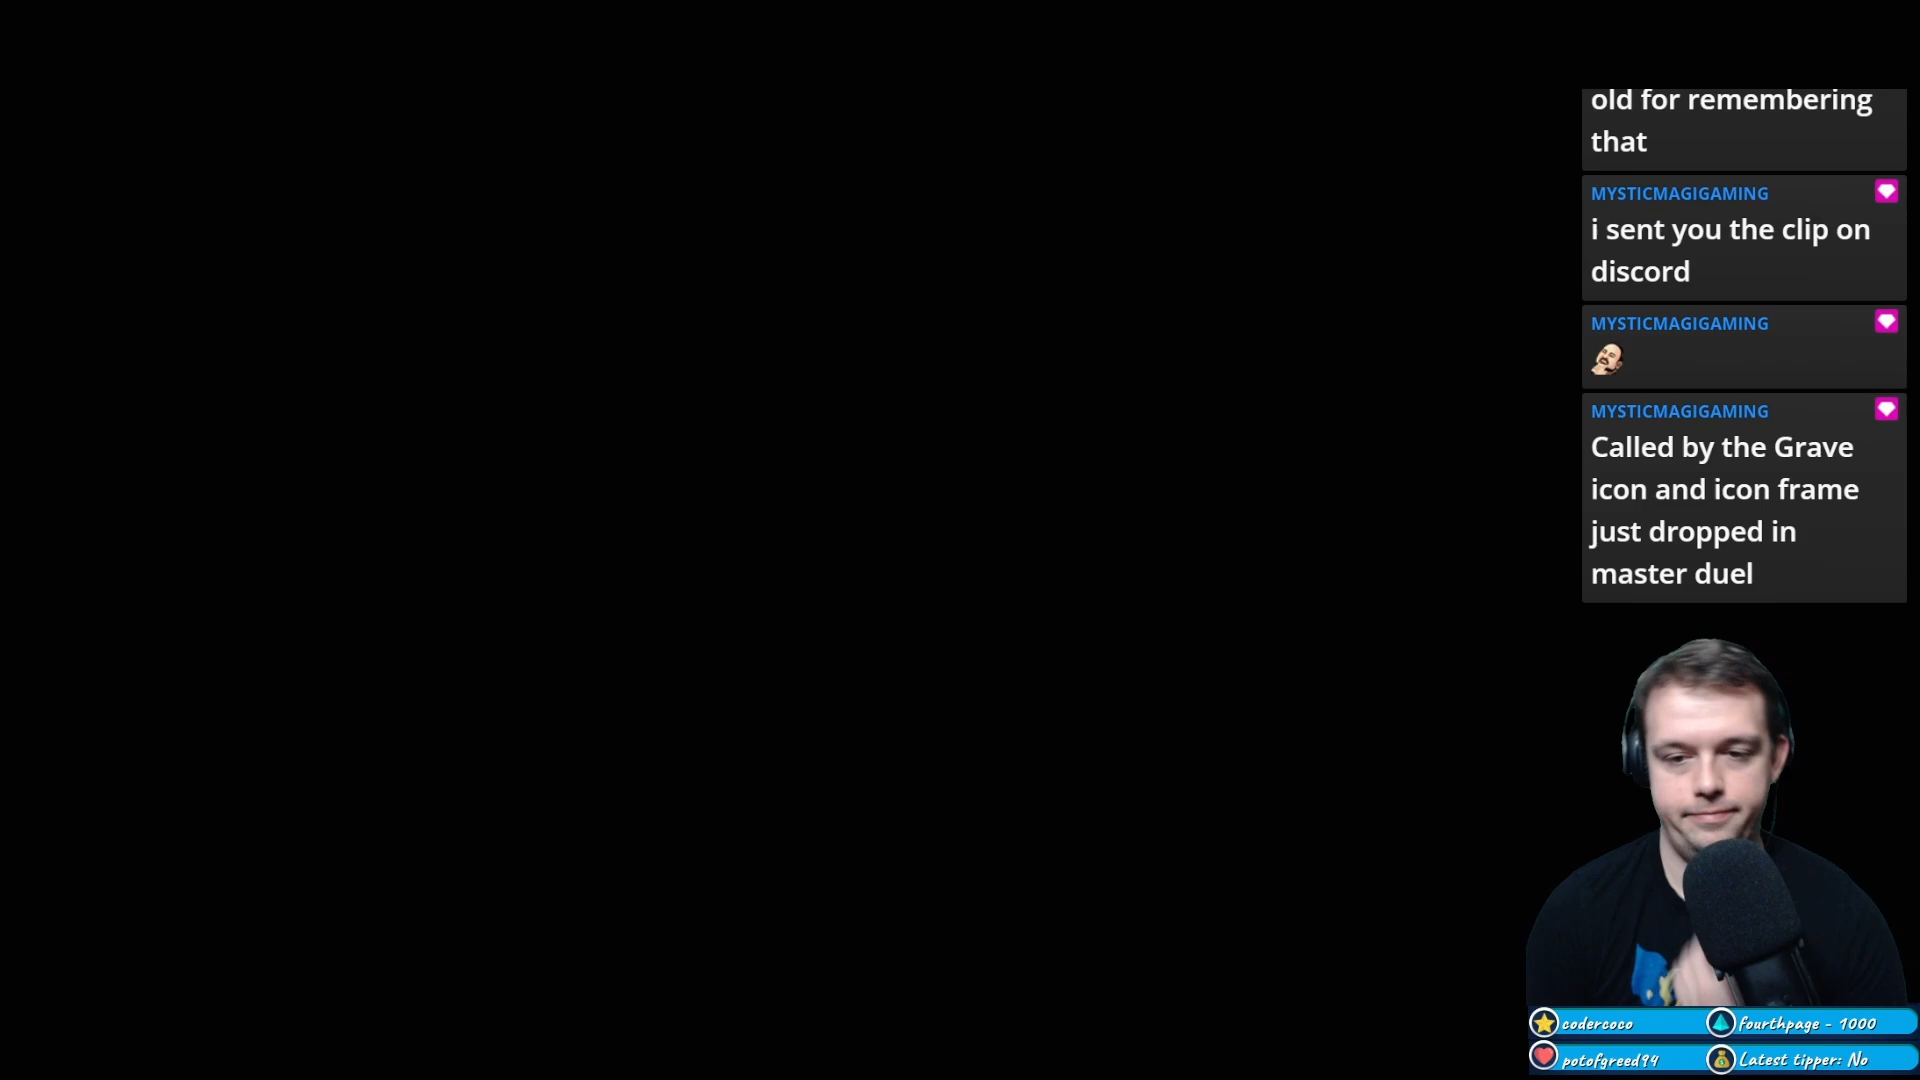 old for remembering
that
MYSTICMAGIGAMING
i sent you the clip on
discord
MYSTICMAGIGAMING
MYSTICMAGIGAMING
Called by the Grave
icon and icon frame
just dropped in
master duel
codercoco
fourthpage - 1000
potofgreed94
Latest tipper: No